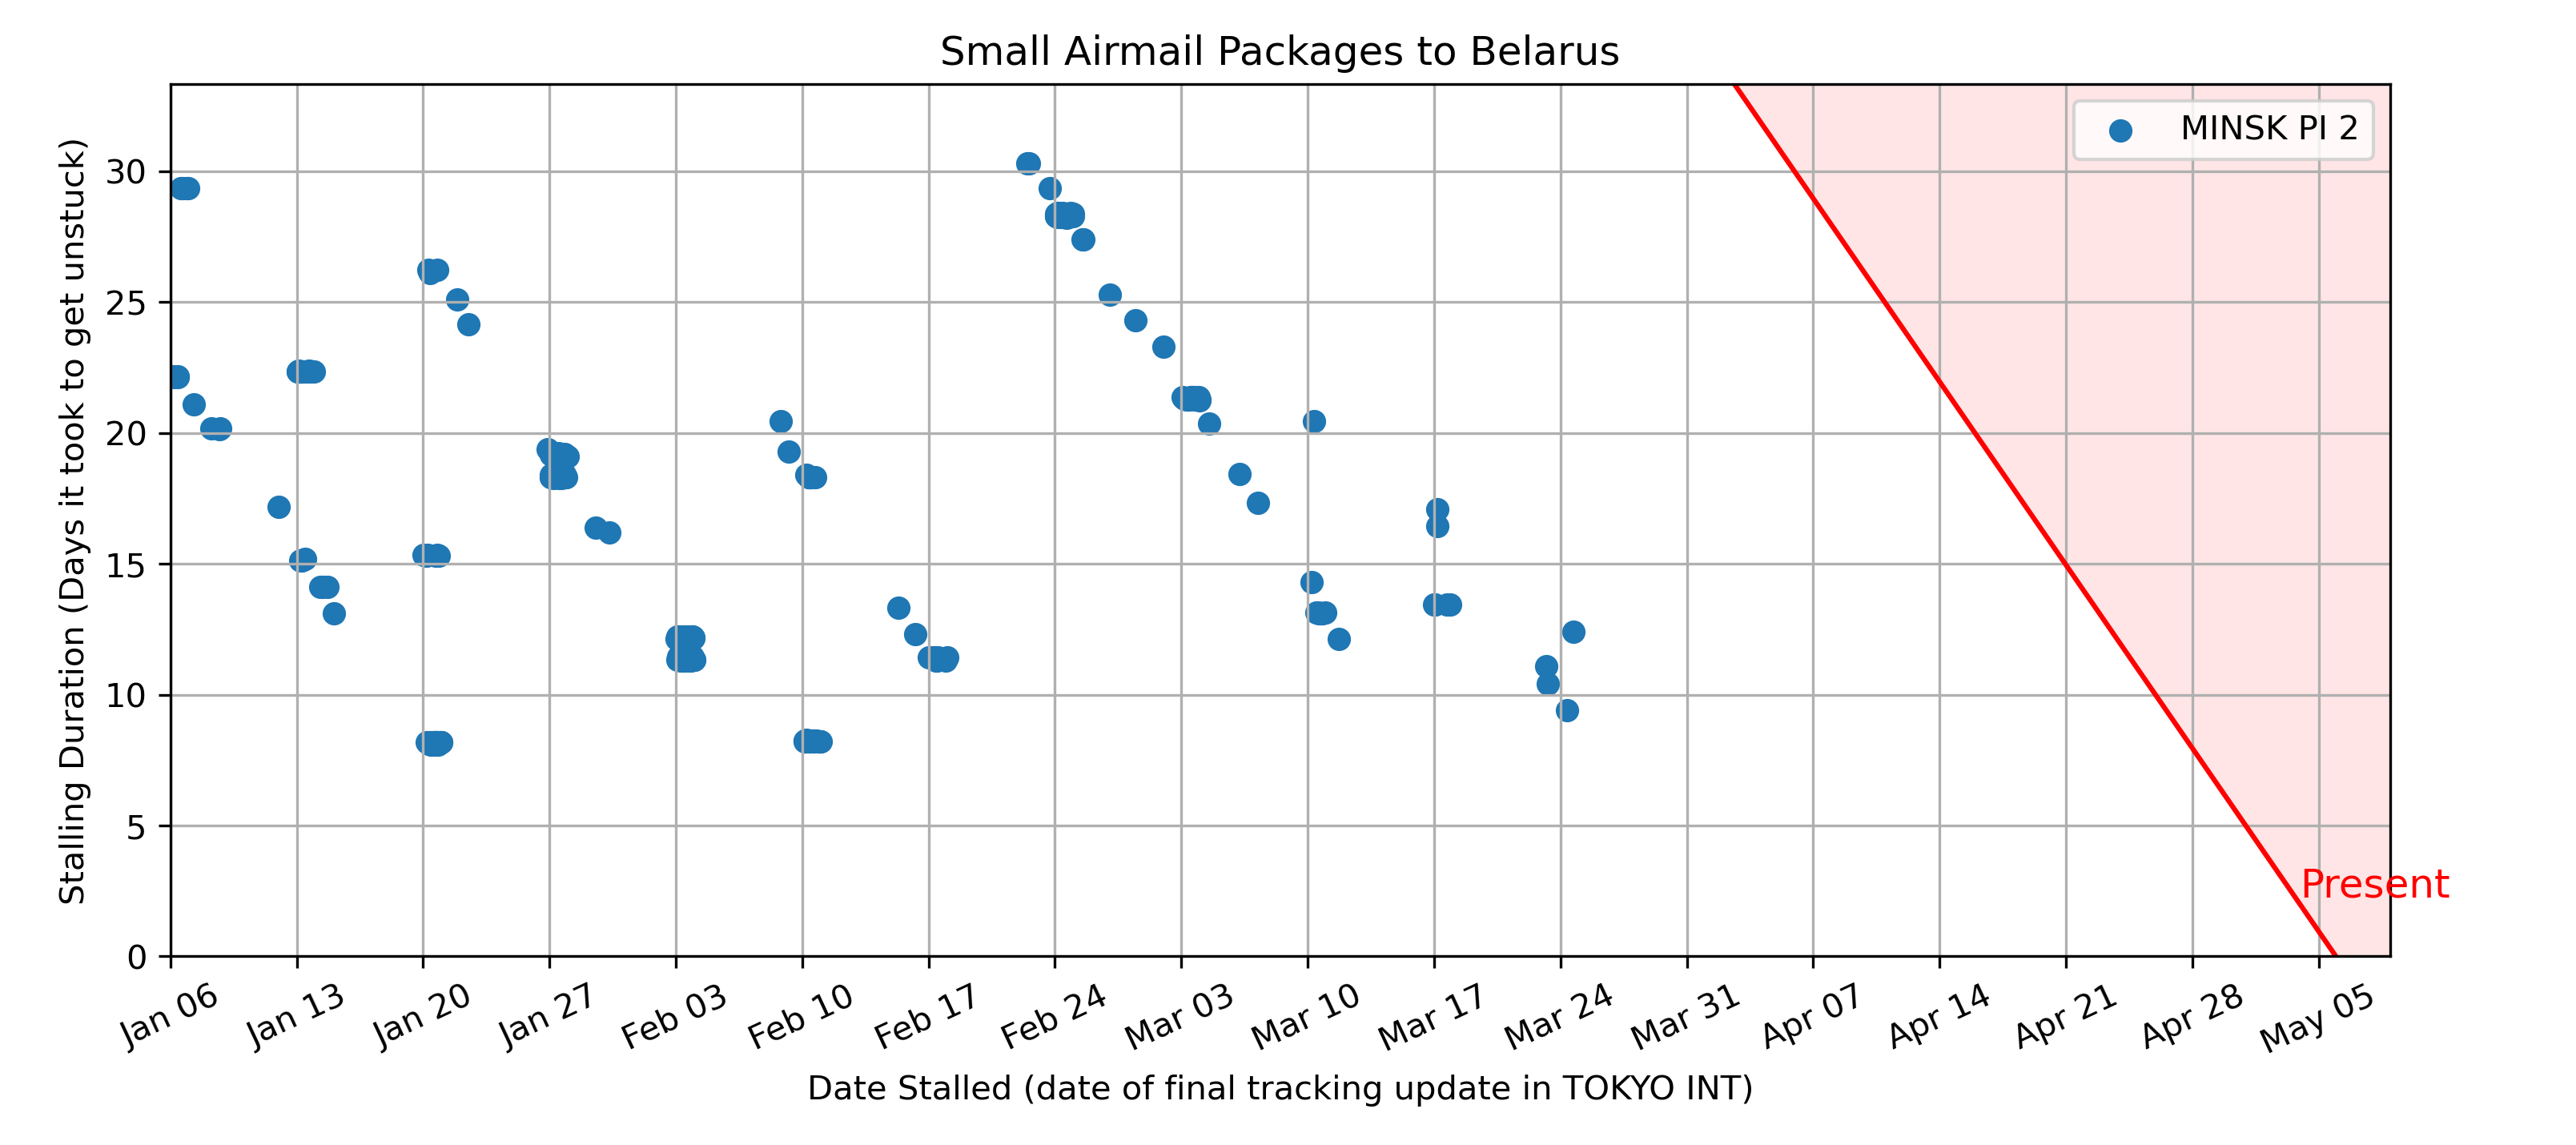 Small Airmail Packages to Belarus
MINSK PI 2
Stalling Duration (Days it took to get unstuck)
30
25
20
15
10
5
0
Present
Jan 06
Jan 13
Jan 20
Jan 27
Feb 03
Feb 10
Feb 17
Feb 24
Mar 03
Mar 10
Mar 17
Mar 24
Mar 31
Apr 07
Apr 14
Apr 21
Apr 28
May 05
Date Stalled (date of final tracking update in TOKYO INT)